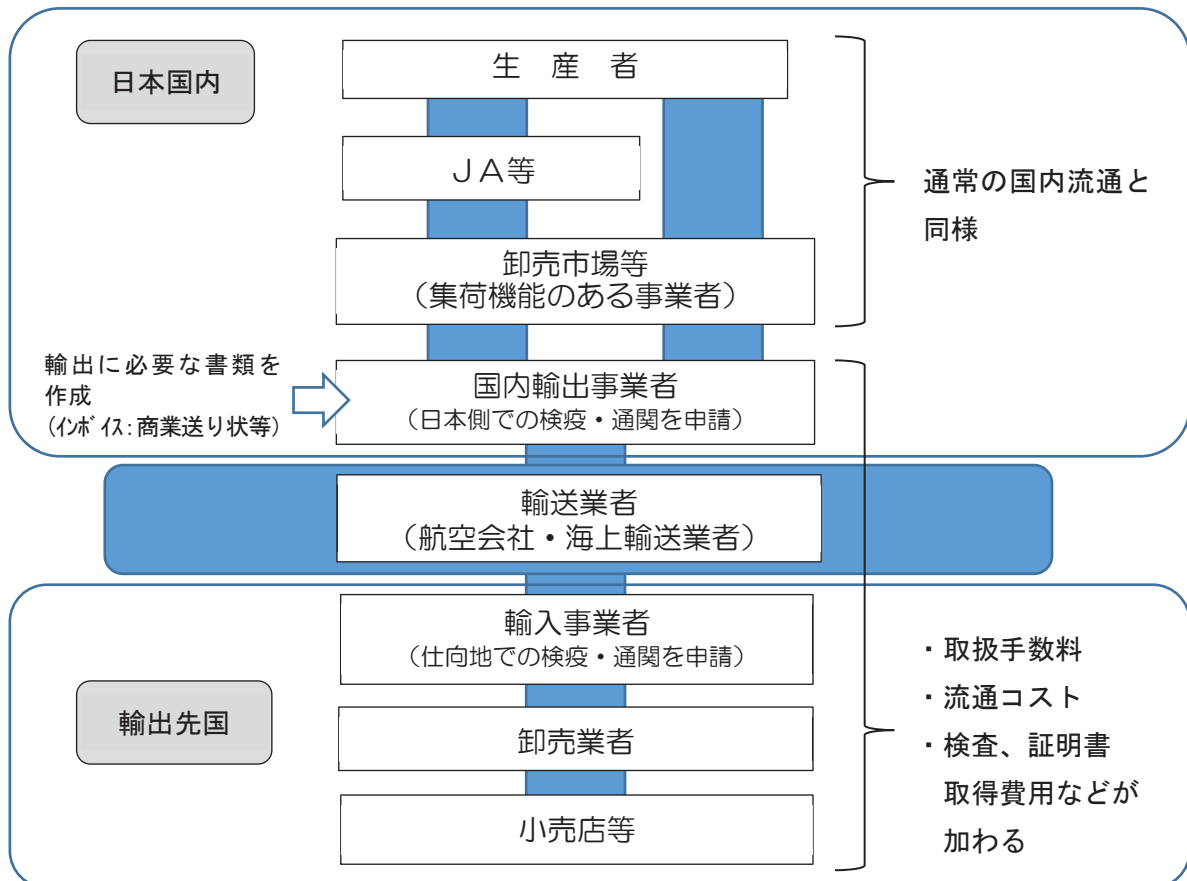 日本国内
生 産 者
ＪＡ等
通常の国内流通と
同様
卸売市場等
（集荷機能のある事業者）
輸出に必要な書類を
作成
（ｲﾝﾎﾞｲｽ：商業送り状等）
国内輸出事業者
（日本側での検疫・通関を申請）
輸送業者
（航空会社・海上輸送業者）
輸入事業者
（仕向地での検疫・通関を申請）
輸出先国
卸売業者
小売店等
・取扱手数料
・流通コスト
・検査、証明書
取得費用などが
加わる